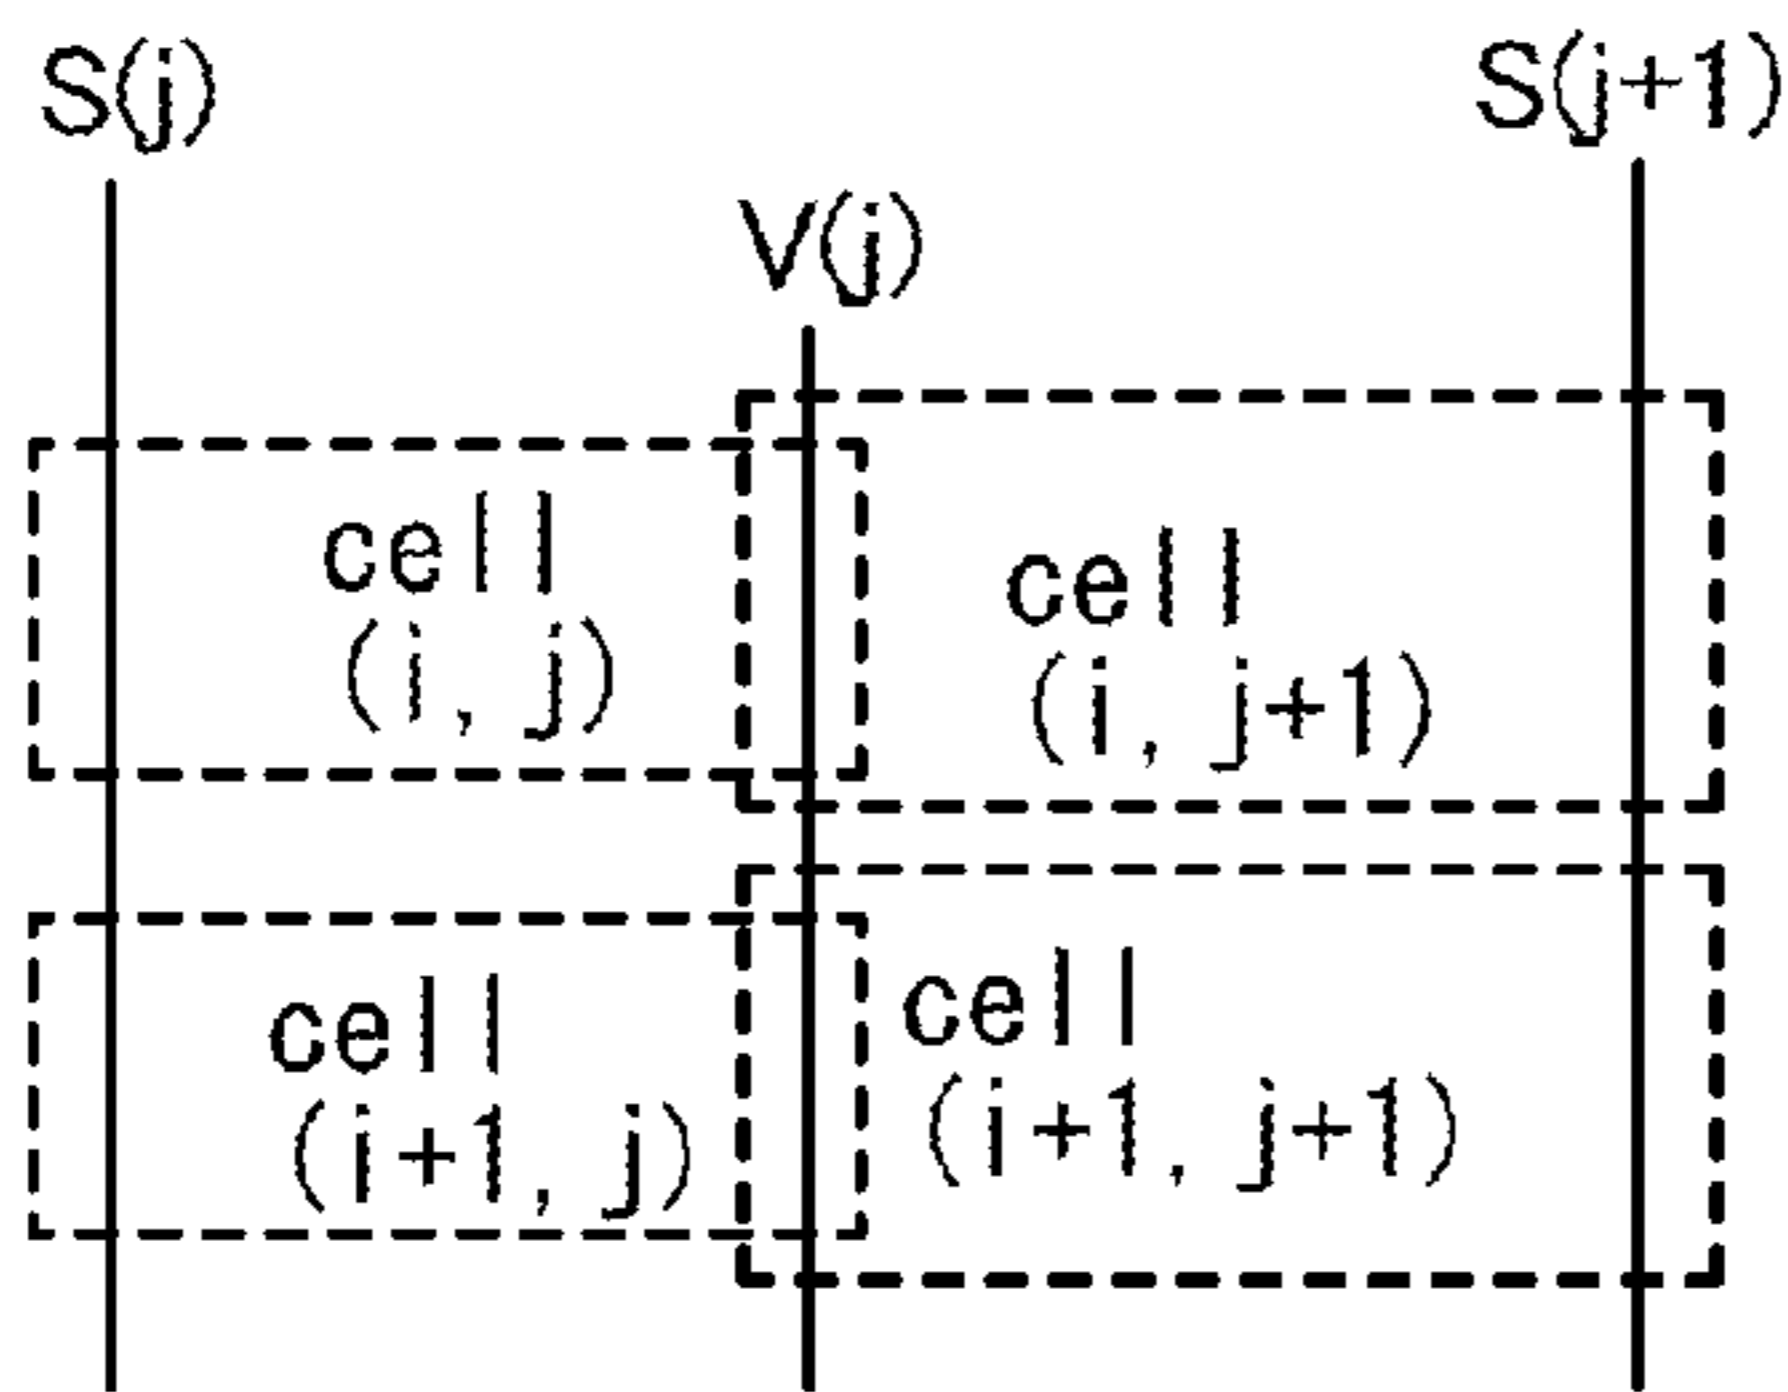 S(j)
S(j+1)
V(j)
cell
(i, j)
cell
(i, j+1)
cell
(i+1, j)
cell
(i+1, j+1)